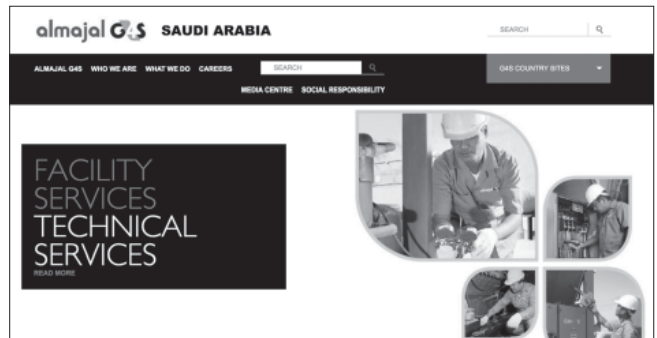 almajal G4S SAUDI ARABIA
SEARCH
ALMAJAL G4S WHO WE ARE WHAT WE DO CAREERS SEARCH G4S COUNTRY SITES
MEDIA CENTRE SOCIAL RESPONSIBILITY
FACILITY
SERVICES
TECHNICAL
SERVICES
READ MORE